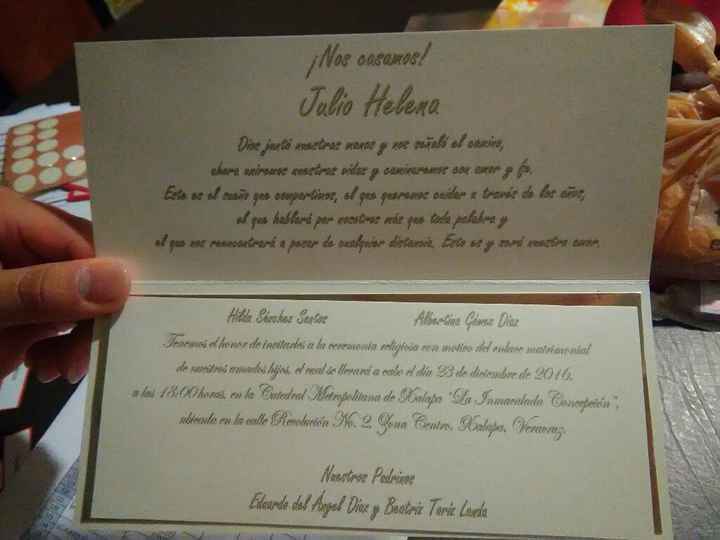 ¡Nos casamos!
Julio Helena
Dios juntó nuestras manos y nos señaló el camino,
ahora uniremos nuestras vidas y caminaremos con amor y fe.
Este es el sueño que compartimos, el que queremos cuidar a través de los años,
el que hablará por nosotros más que toda palabra y
el que nos reencontrará a pesar de cualquier distancia. Este es y será nuestro amor.
Hilda Sánchez Santos Albertina Gómez Díaz
Tenemos el honor de invitarles a la ceremonia religiosa con motivo del enlace matrimonial
de nuestros amados hijos, el cual se llevará a cabo el día 23 de diciembre de 2016,
a las 18:00 horas, en la Catedral Metropolitana de Xalapa "La Inmaculada Concepción",
ubicada en la calle Revolución No. 2, Zona Centro, Xalapa, Veracruz.
Nuestros Padrinos
Eduardo del Ángel Díaz y Beatriz Teris Landa